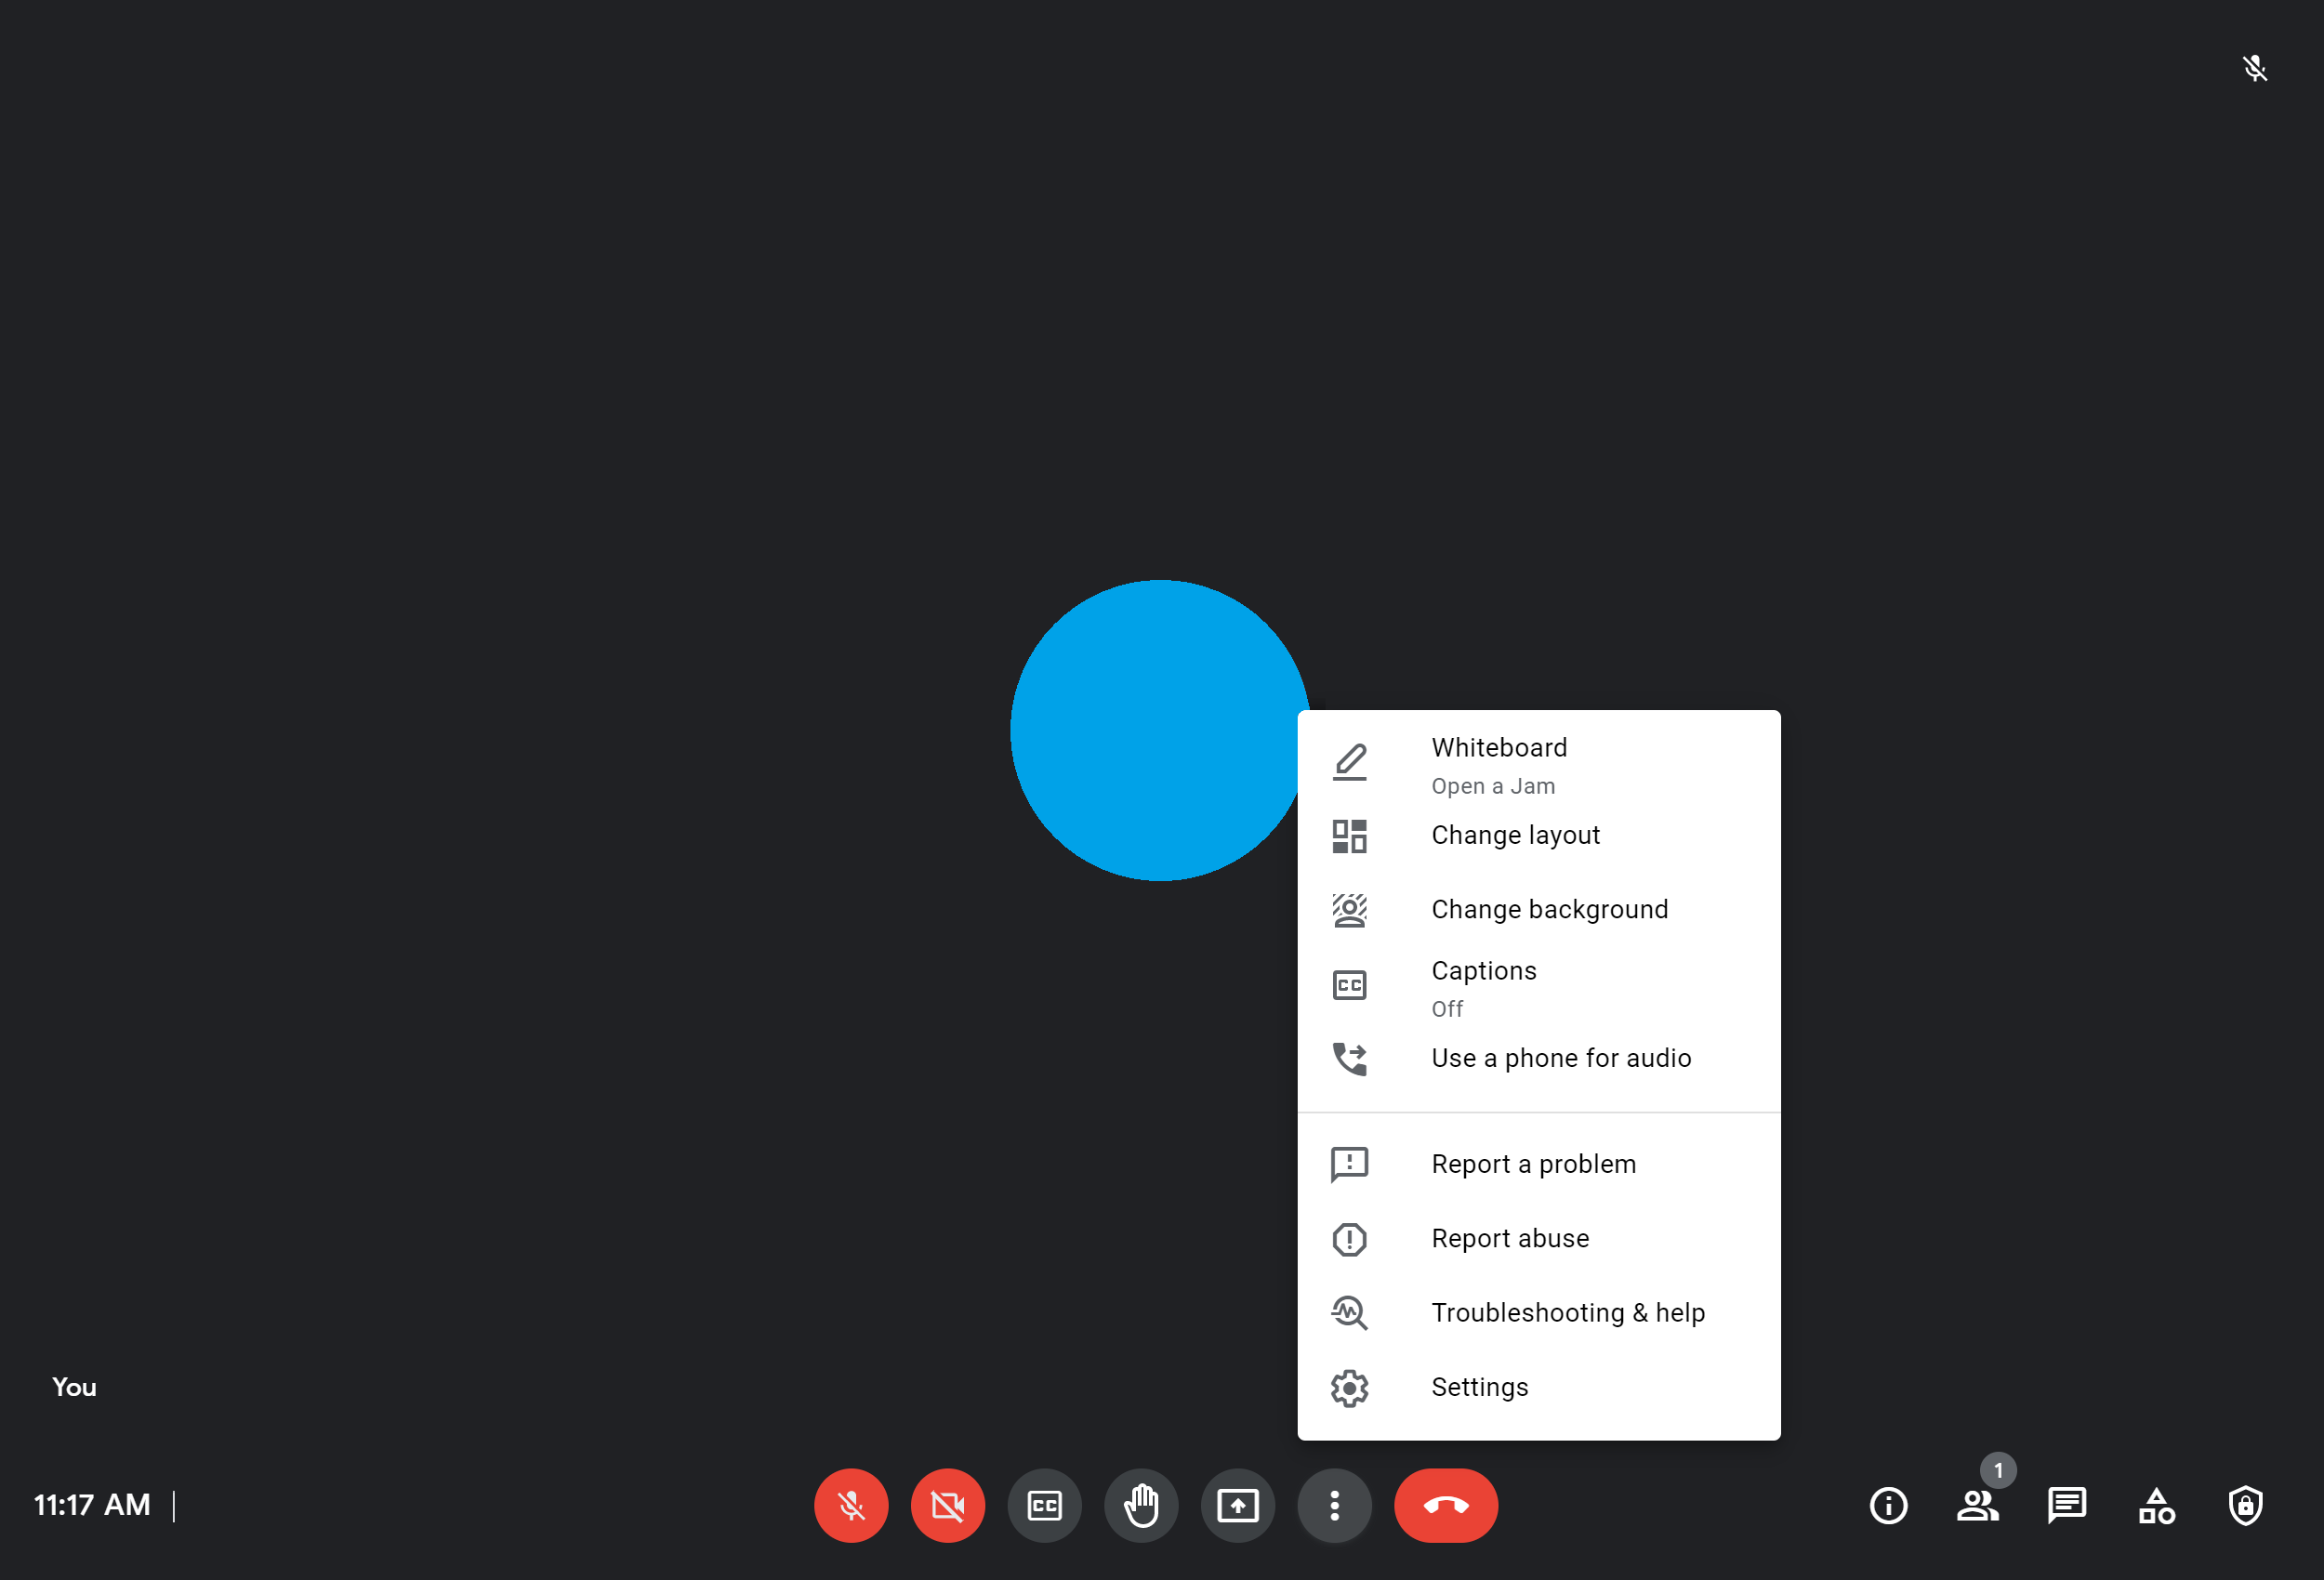 Whiteboard
Open a Jam
Change layout
Change background
Captions
Off
Use a phone for audio
Report a problem
Report abuse
Troubleshooting & help
Settings
You
1
11:17 AM